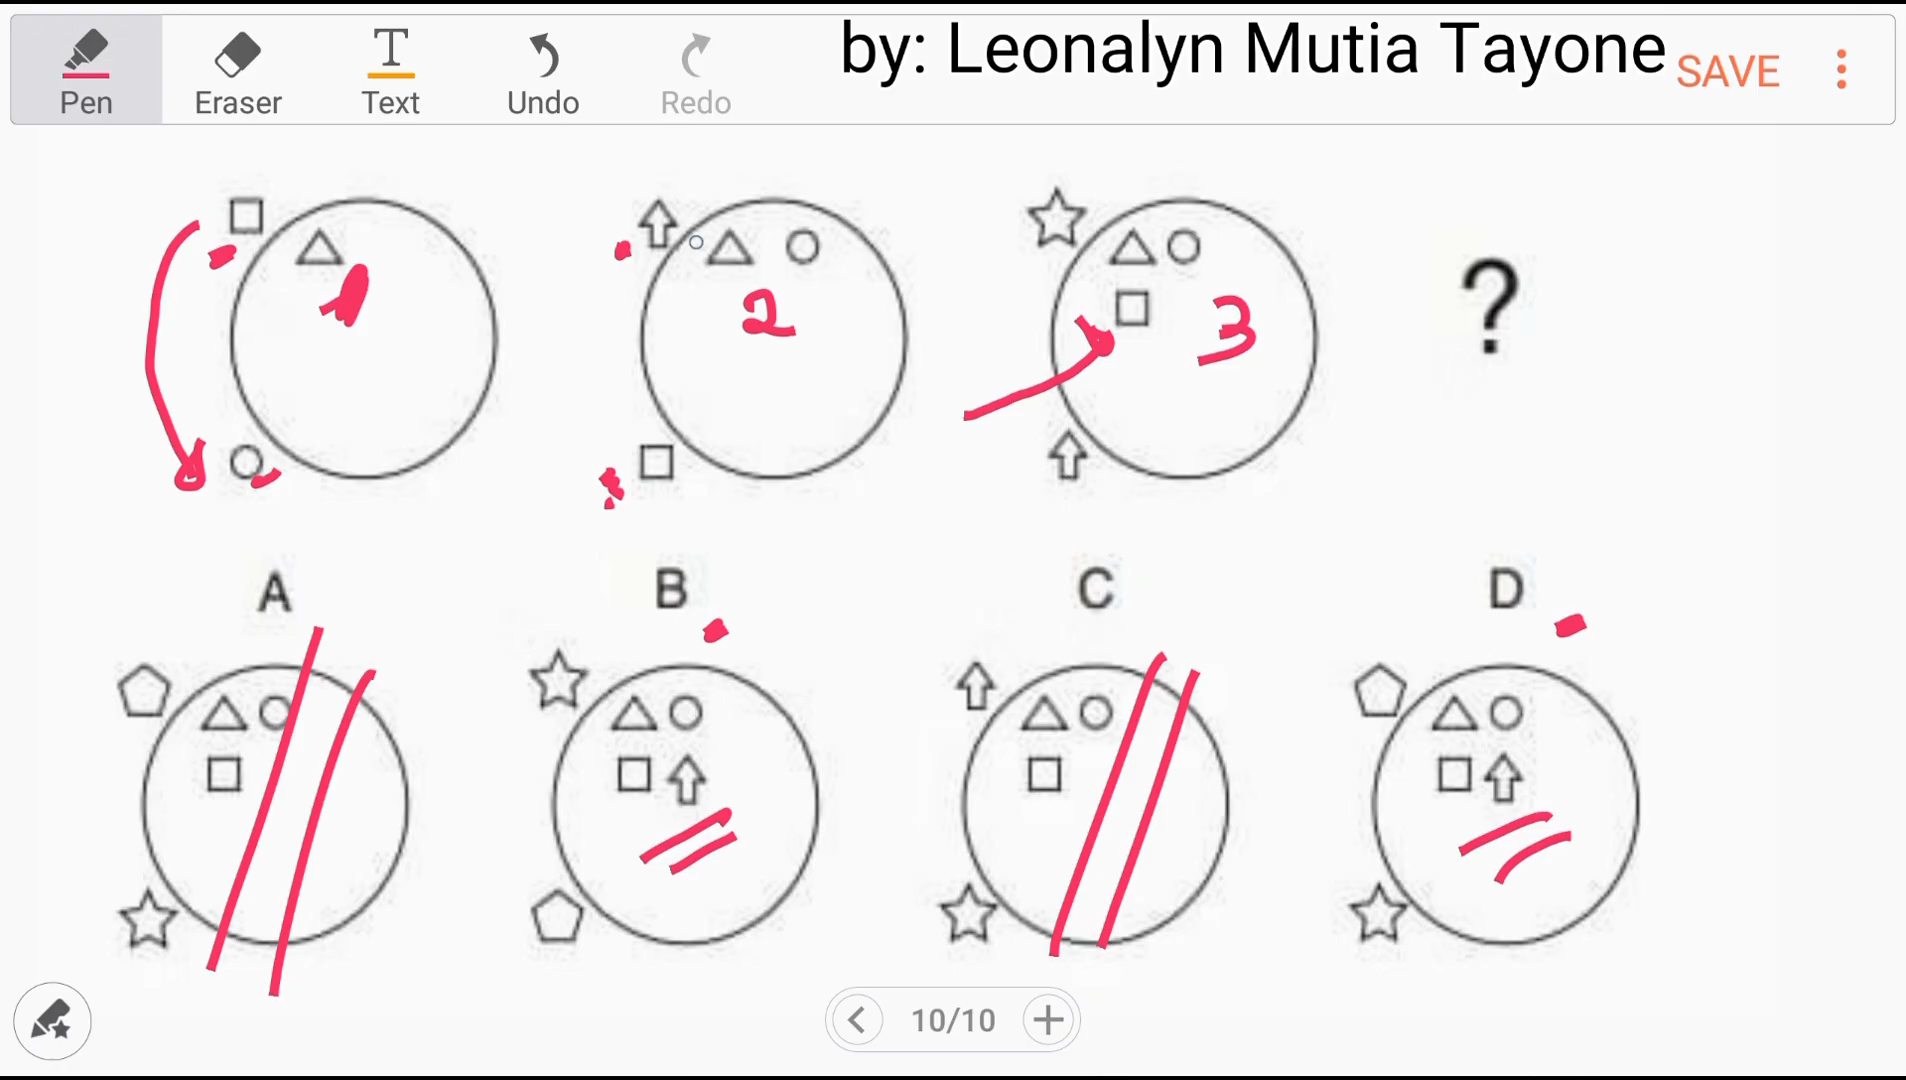 by: Leonalyn Mutia Tayone
Pen Eraser Text Undo Redo SAVE
1 2 3 ?
A B C D
10/10